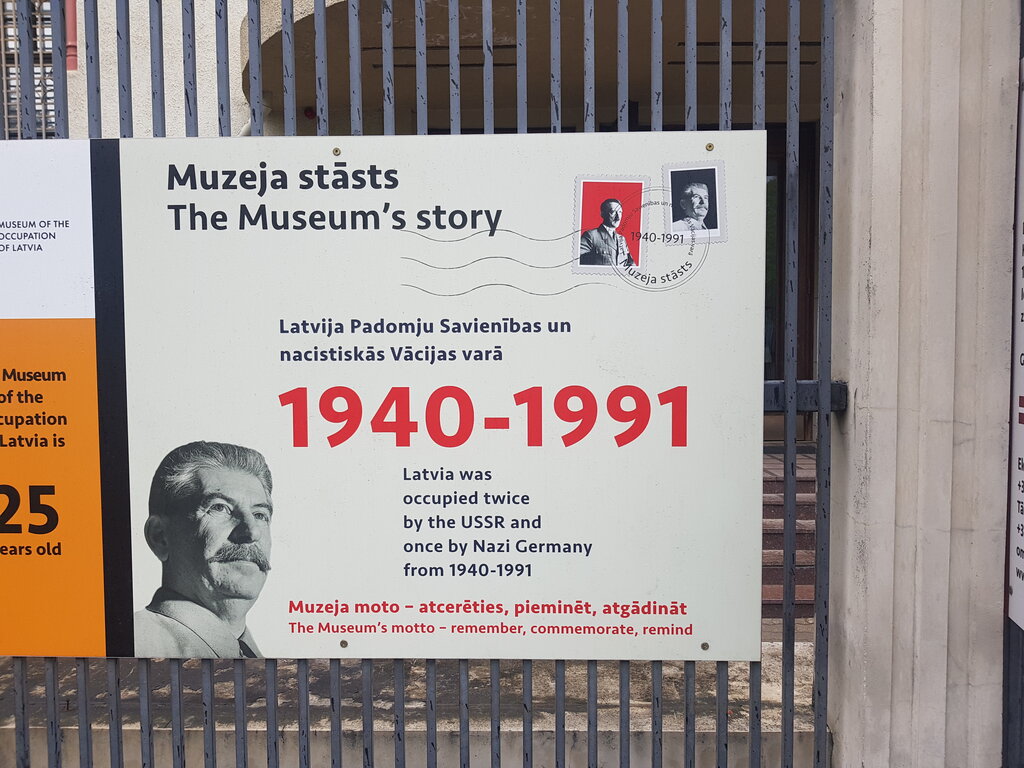 MUSEUM OF THE
OCCUPATION
OF LATVIA
Museum
of the
cupation
Latvia is
25
ears old
Muzeja stāsts
The Museum's story
1940-1991
Muzeja stāsts
Latvija Padomju Savienības un
nacistiskās Vācijas varā
1940-1991
Latvia was
occupied twice
by the USSR and
once by Nazi Germany
from 1940-1991
Muzeja moto – atcerēties, pieminēt, atgādināt
The Museum's motto – remember, commemorate, remind